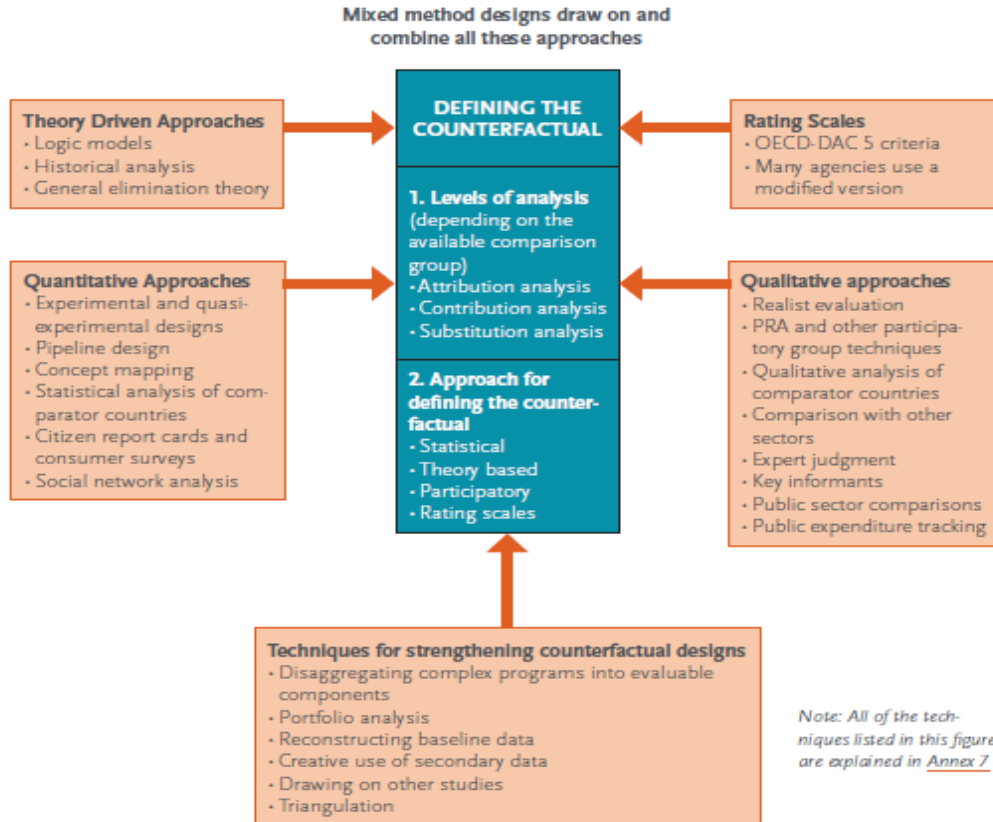 Mixed method designs draw on and
combine all these approaches
Theory Driven Approaches
• Logic models
• Historical analysis
• General elimination theory
Quantitative Approaches
• Experimental and quasi-
experimental designs
• Pipeline design
• Concept mapping
• Statistical analysis of com-
parator countries
• Citizen report cards and
consumer surveys
• Social network analysis
DEFINING THE
COUNTERFACTUAL
1. Levels of analysis
(depending on the
available comparison
group)
• Attribution analysis
• Contribution analysis
• Substitution analysis
2. Approach for
defining the counter-
factual
• Statistical
• Theory based
• Participatory
• Rating scales
Rating Scales
• OECD-DAC 5 criteria
• Many agencies use a
modified version
Qualitative approaches
• Realist evaluation
• PRA and other participa-
tory group techniques
• Qualitative analysis of
comparator countries
• Comparison with other
sectors
• Expert judgment
• Key informants
• Public sector comparisons
• Public expenditure tracking
Techniques for strengthening counterfactual designs
• Disaggregating complex programs into evaluable
components
• Portfolio analysis
• Reconstructing baseline data
• Creative use of secondary data
• Drawing on other studies
• Triangulation
Note: All of the tech-
niques listed in this figure
are explained in Annex 7